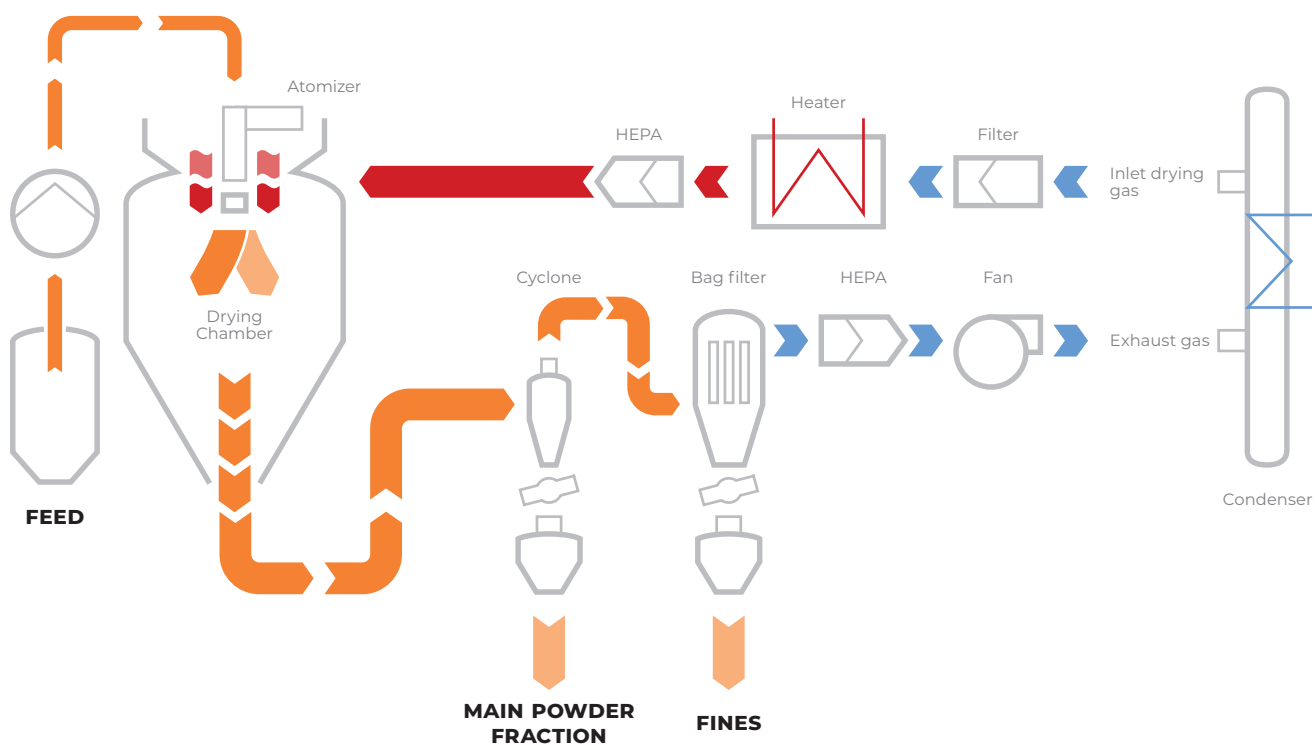 Atomizer
HEPA
Heater
Filter
Inlet drying
gas
Cyclone
Bag filter
HEPA
Fan
Drying
Chamber
Exhaust gas
Condenser
FEED
MAIN POWDER
FRACTION
FINES